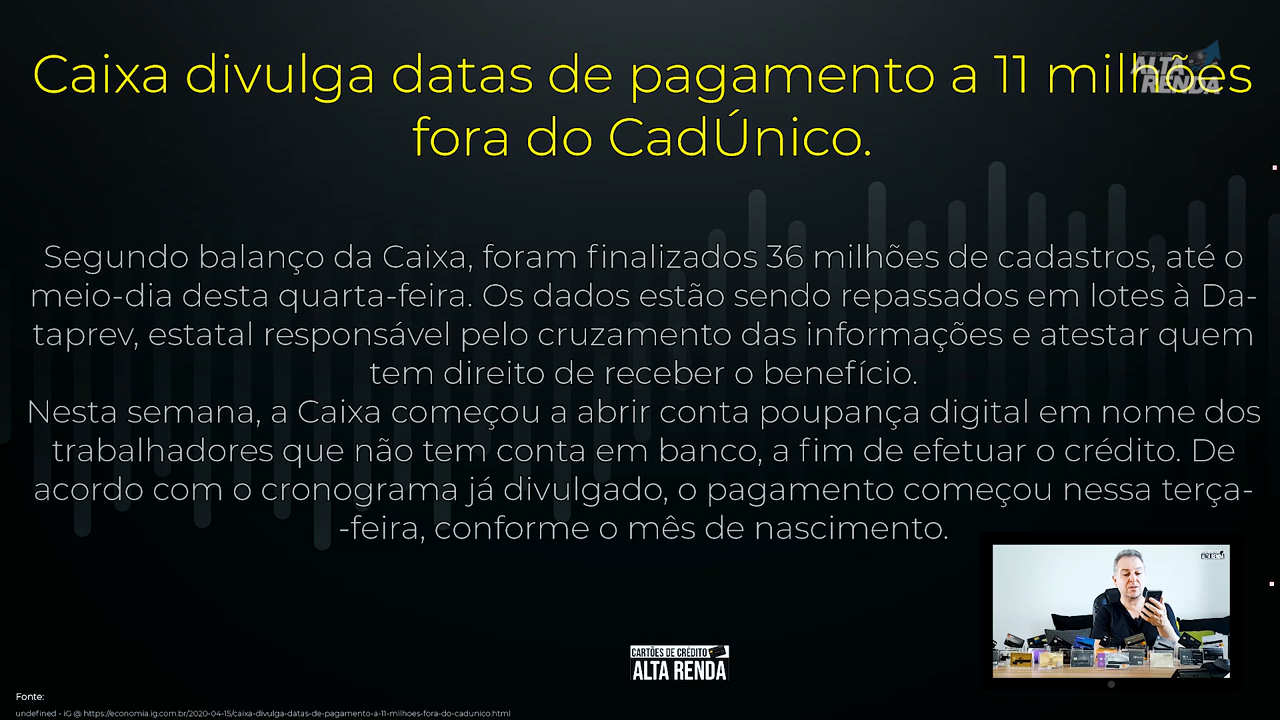 Caixa divulga datas de pagamento a 11 milhões
fora do CadÚnico.
CARTÕES DE CRÉDITO
ALTA
RENDA
Segundo balanço da Caixa, foram finalizados 36 milhões de cadastros, até o
meio-dia desta quarta-feira. Os dados estão sendo repassados em lotes à Da-
taprev, estatal responsável pelo cruzamento das informações e atestar quem
tem direito de receber o benefício.
Nesta semana, a Caixa começou a abrir conta poupança digital em nome dos
trabalhadores que não tem conta em banco, a fim de efetuar o crédito. De
acordo com o cronograma já divulgado, o pagamento começou nessa terça-
-feira, conforme o mês de nascimento.
CARTÕES DE CRÉDITO
ALTA RENDA
Fonte:
undefined - iG @ https://economia.ig.com.br/2020-04-15/caixa-divulga-datas-de-pagamento-a-11-milhoes-fora-do-cadunico.html